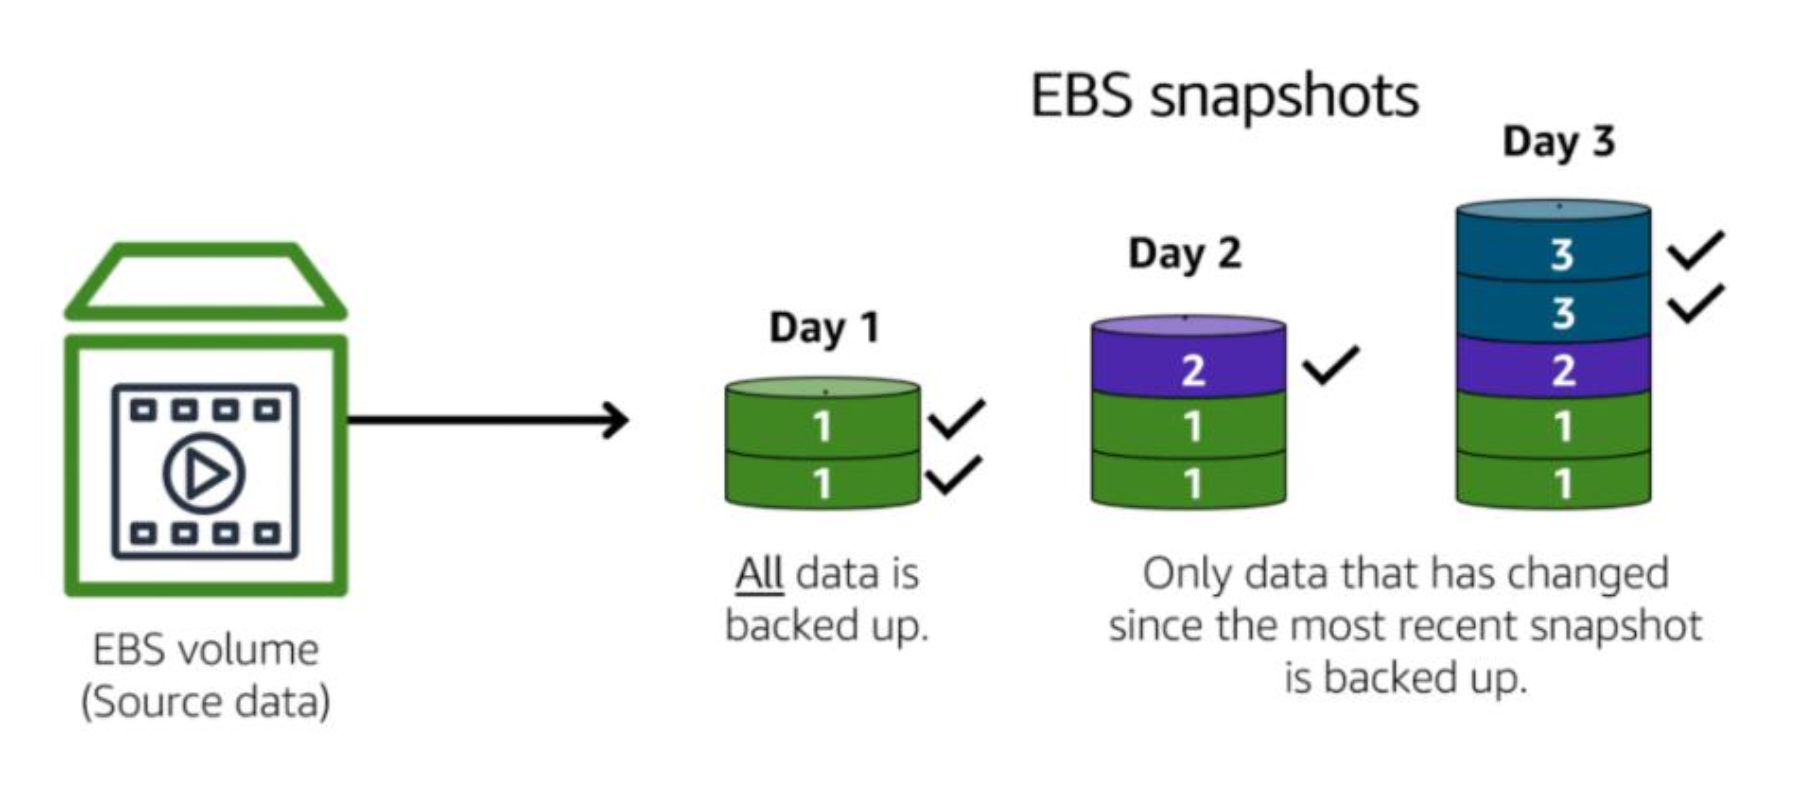 EBS snapshots
Day 1
Day 2
Day 3
1
1
2
1
1
3
3
2
1
1
EBS volume
(Source data)
All data is
backed up.
Only data that has changed
since the most recent snapshot
is backed up.